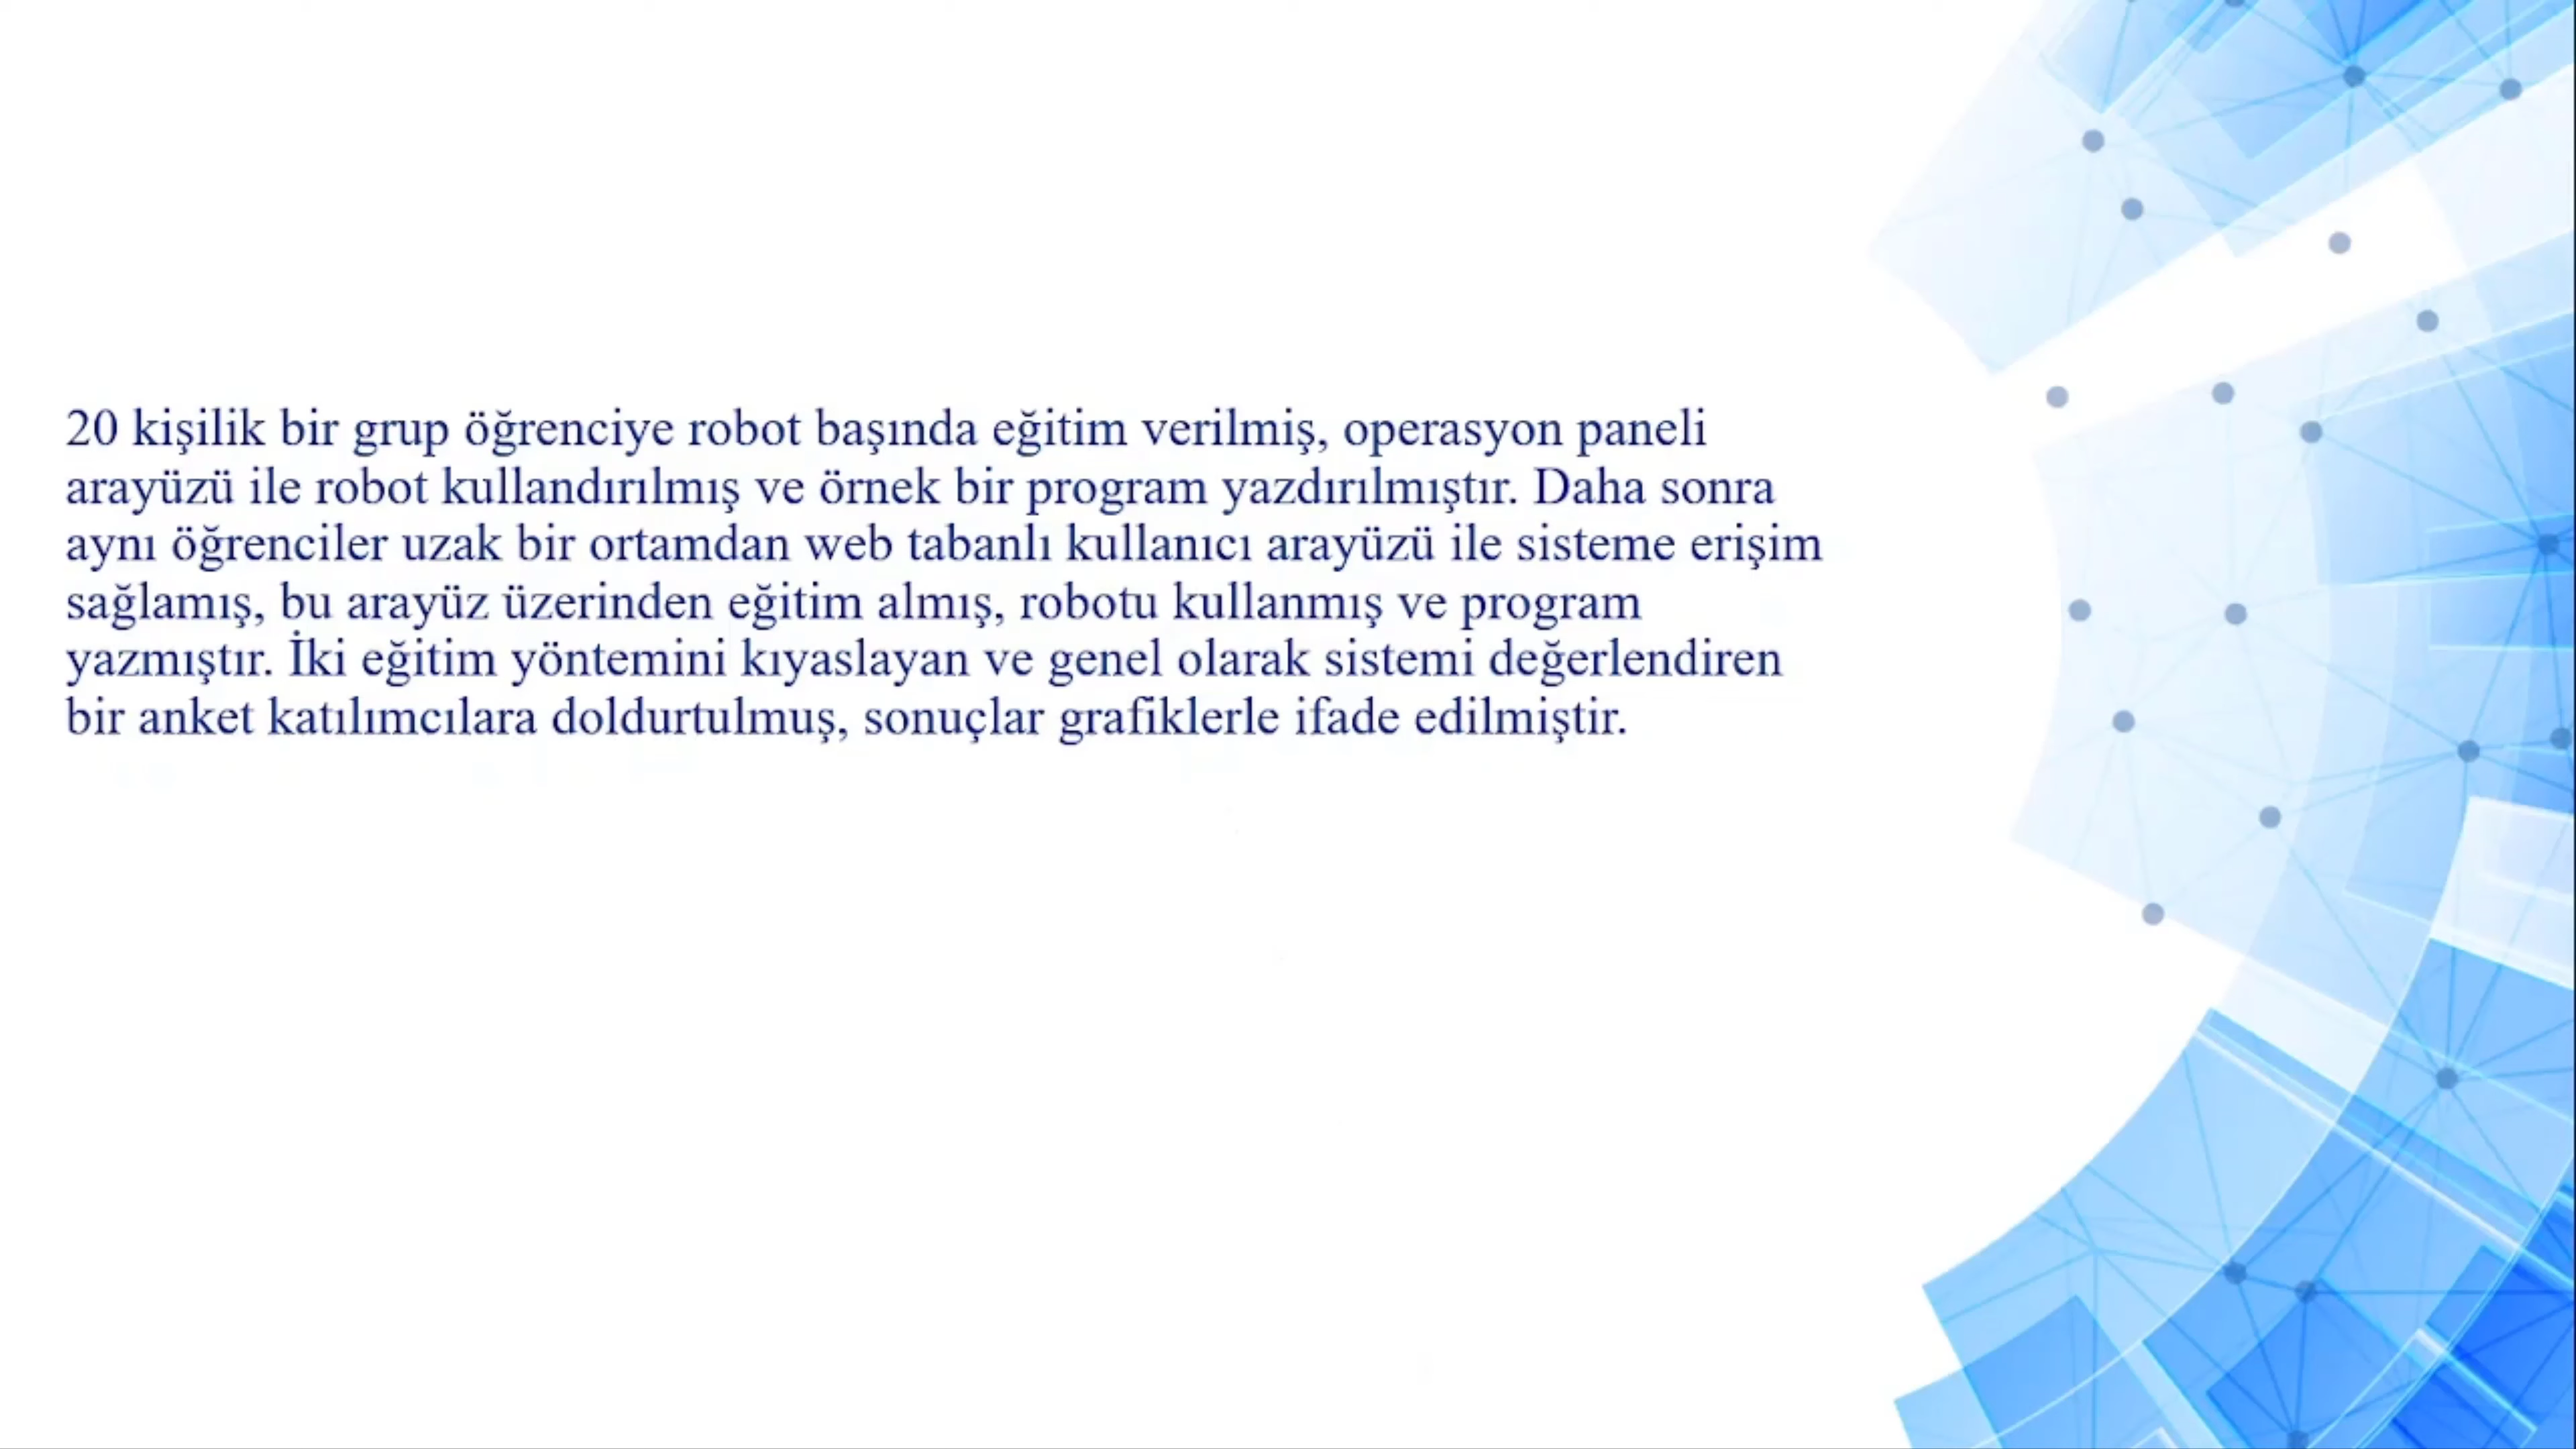 20 kişilik bir grup öğrenciye robot başında eğitim verilmiş, operasyon paneli
arayüzü ile robot kullandırılmış ve örnek bir program yazdırılmıştır. Daha sonra
aynı öğrenciler uzak bir ortamdan web tabanlı kullanıcı arayüzü ile sisteme erişim
sağlamış, bu arayüz üzerinden eğitim almış, robotu kullanmış ve program
yazmıştır. İki eğitim yöntemini kıyaslayan ve genel olarak sistemi değerlendiren
bir anket katılımcılara doldurtulmuş, sonuçlar grafiklerle ifade edilmiştir.